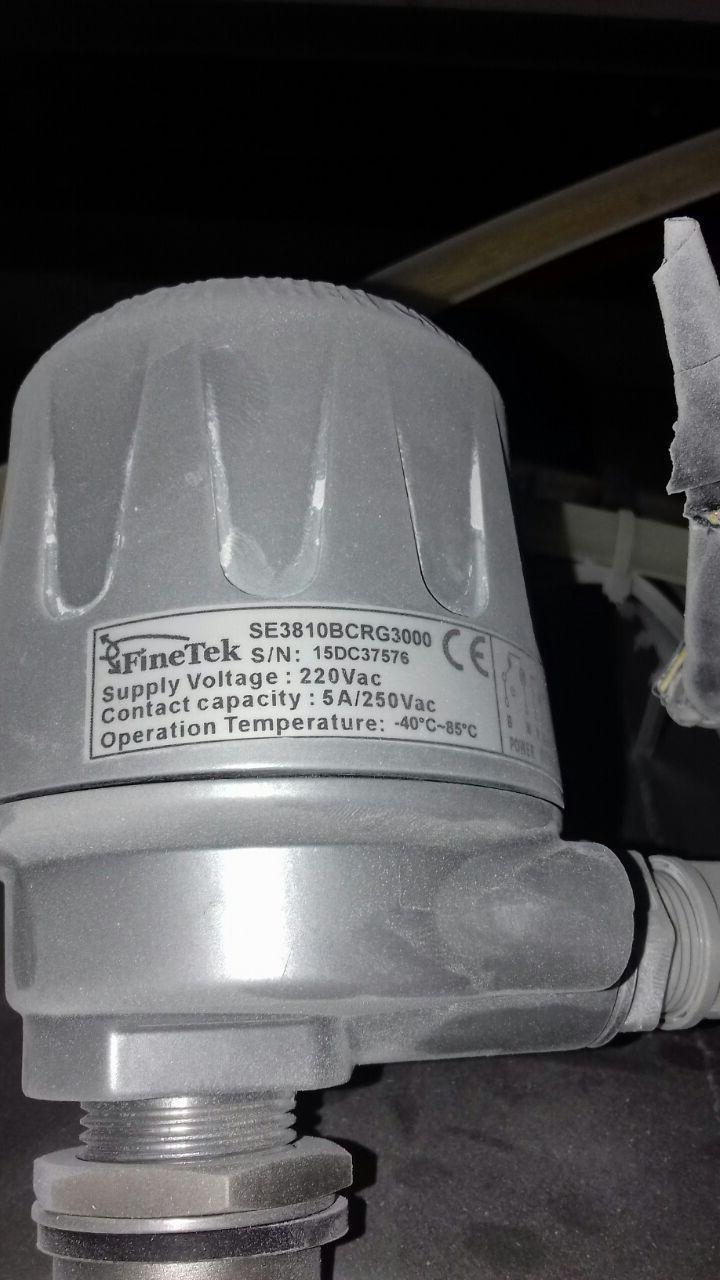 FineTek SE3810BCRG3000 CE
S/N: 15DC37576
Supply Voltage : 220Vac
Contact capacity : 5A/250Vac
Operation Temperature: -40°C~85°C
POWER